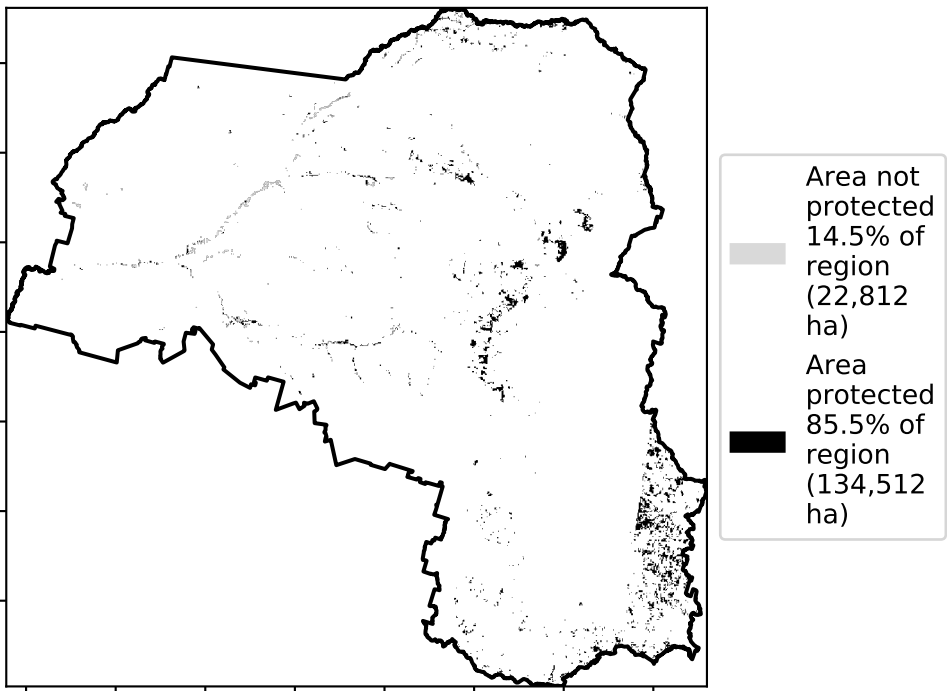 Area not
protected
14.5% of
region
(22,812
ha)
Area
protected
85.5% of
region
(134,512
ha)